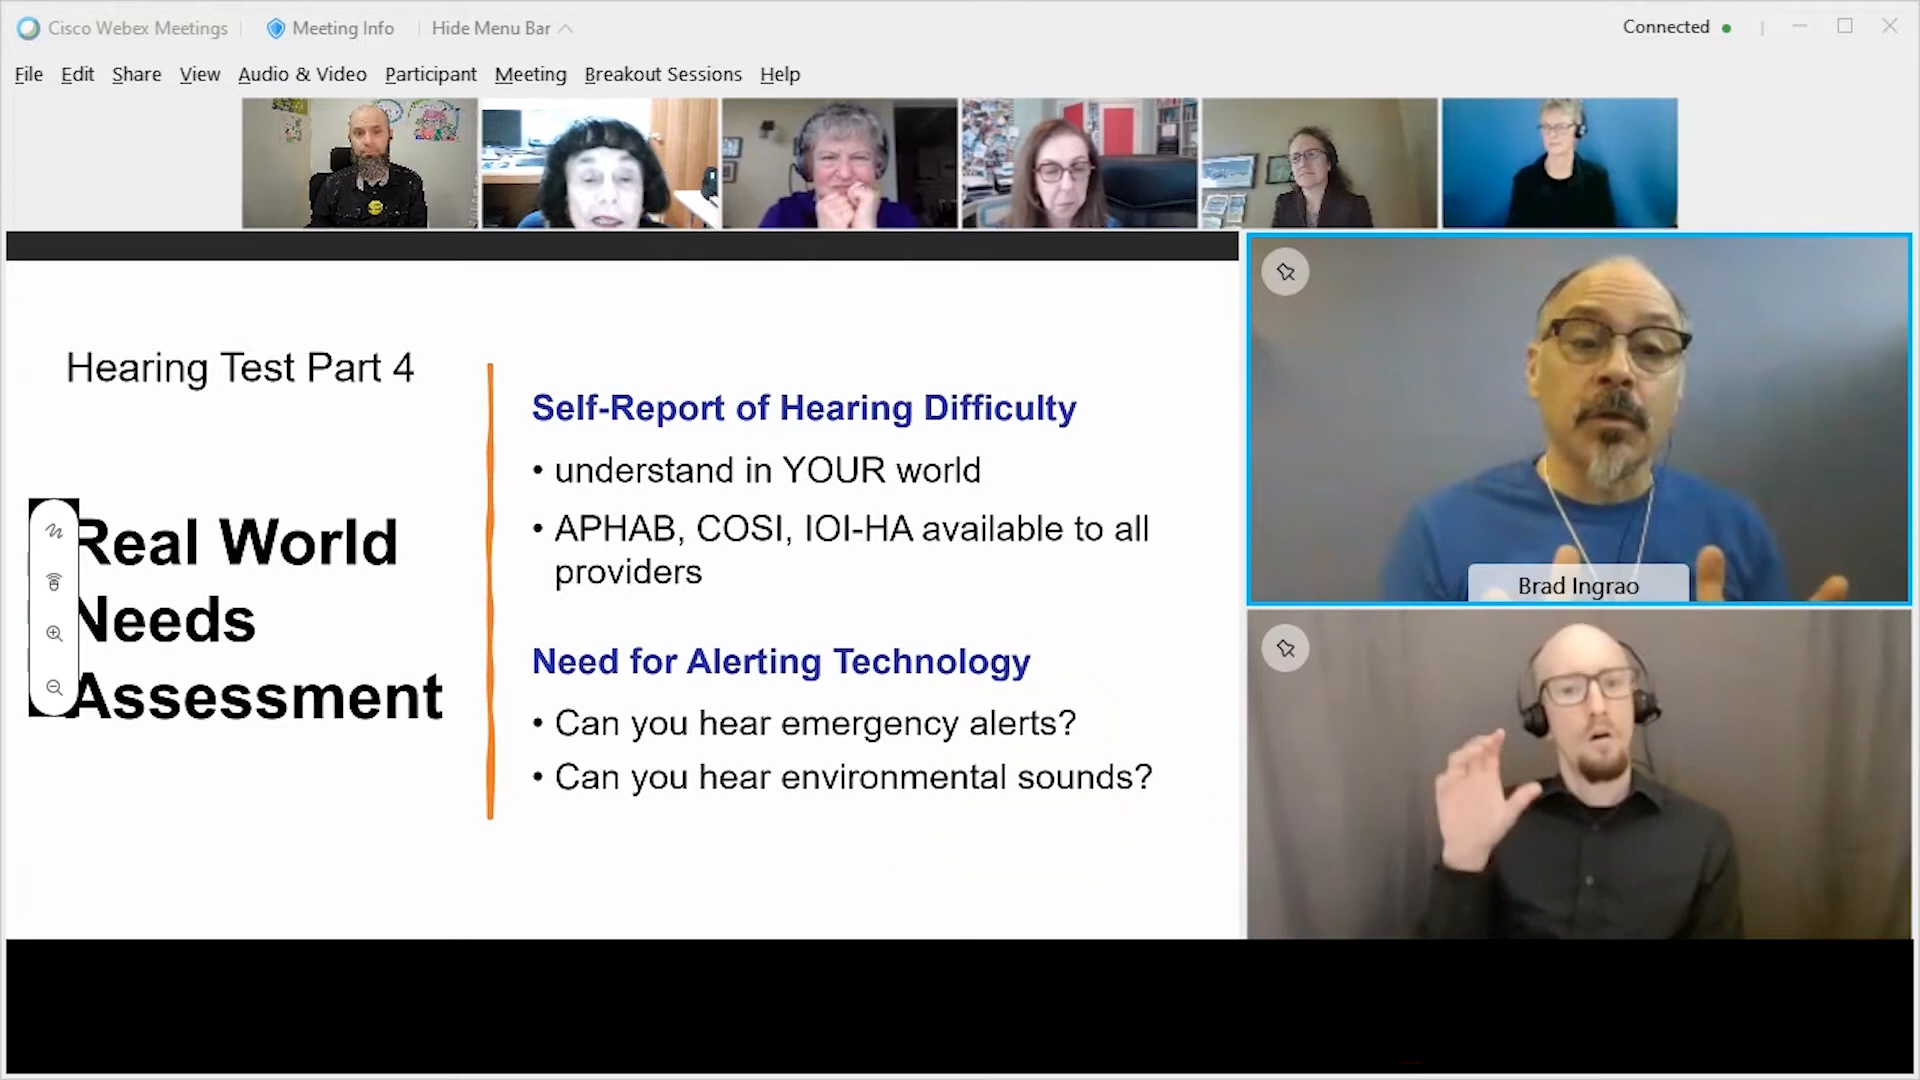 Cisco Webex Meetings
Meeting Info
Hide Menu Bar
Connected
File Edit Share View Audio & Video Participant Meeting Breakout Sessions Help
Hearing Test Part 4
Real World
Needs
Assessment
Self-Report of Hearing Difficulty
• understand in YOUR world
• APHAB, COSI, IOI-HA available to all
providers
Need for Alerting Technology
• Can you hear emergency alerts?
• Can you hear environmental sounds?
Brad Ingrao